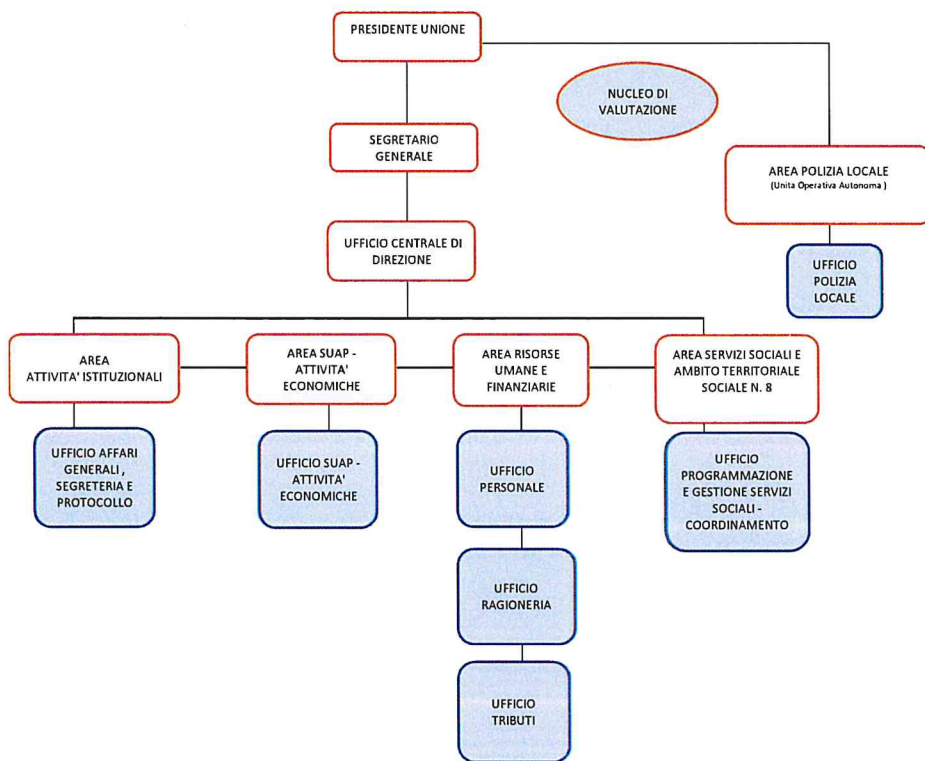 PRESIDENTE UNIONE
NUCLEO DI
VALUTAZIONE
SEGRETARIO
GENERALE
AREA POLIZIA LOCALE
(Unita Operativa Autonoma )
UFFICIO CENTRALE DI
DIREZIONE
UFFICIO
POLIZIA
LOCALE
AREA
ATTIVITA' ISTITUZIONALI
AREA SUAP -
ATTIVITA'
ECONOMICHE
AREA RISORSE
UMANE E
FINANZIARIE
AREA SERVIZI SOCIALI E
AMBITO TERRITORIALE
SOCIALE N. 8
UFFICIO AFFARI
GENERALI ,
SEGRETERIA E
PROTOCOLLO
UFFICIO SUAP -
ATTIVITA'
ECONOMICHE
UFFICIO
PERSONALE
UFFICIO
PROGRAMMAZIONE
E GESTIONE SERVIZI
SOCIALI -
COORDINAMENTO
UFFICIO
RAGIONERIA
UFFICIO
TRIBUTI